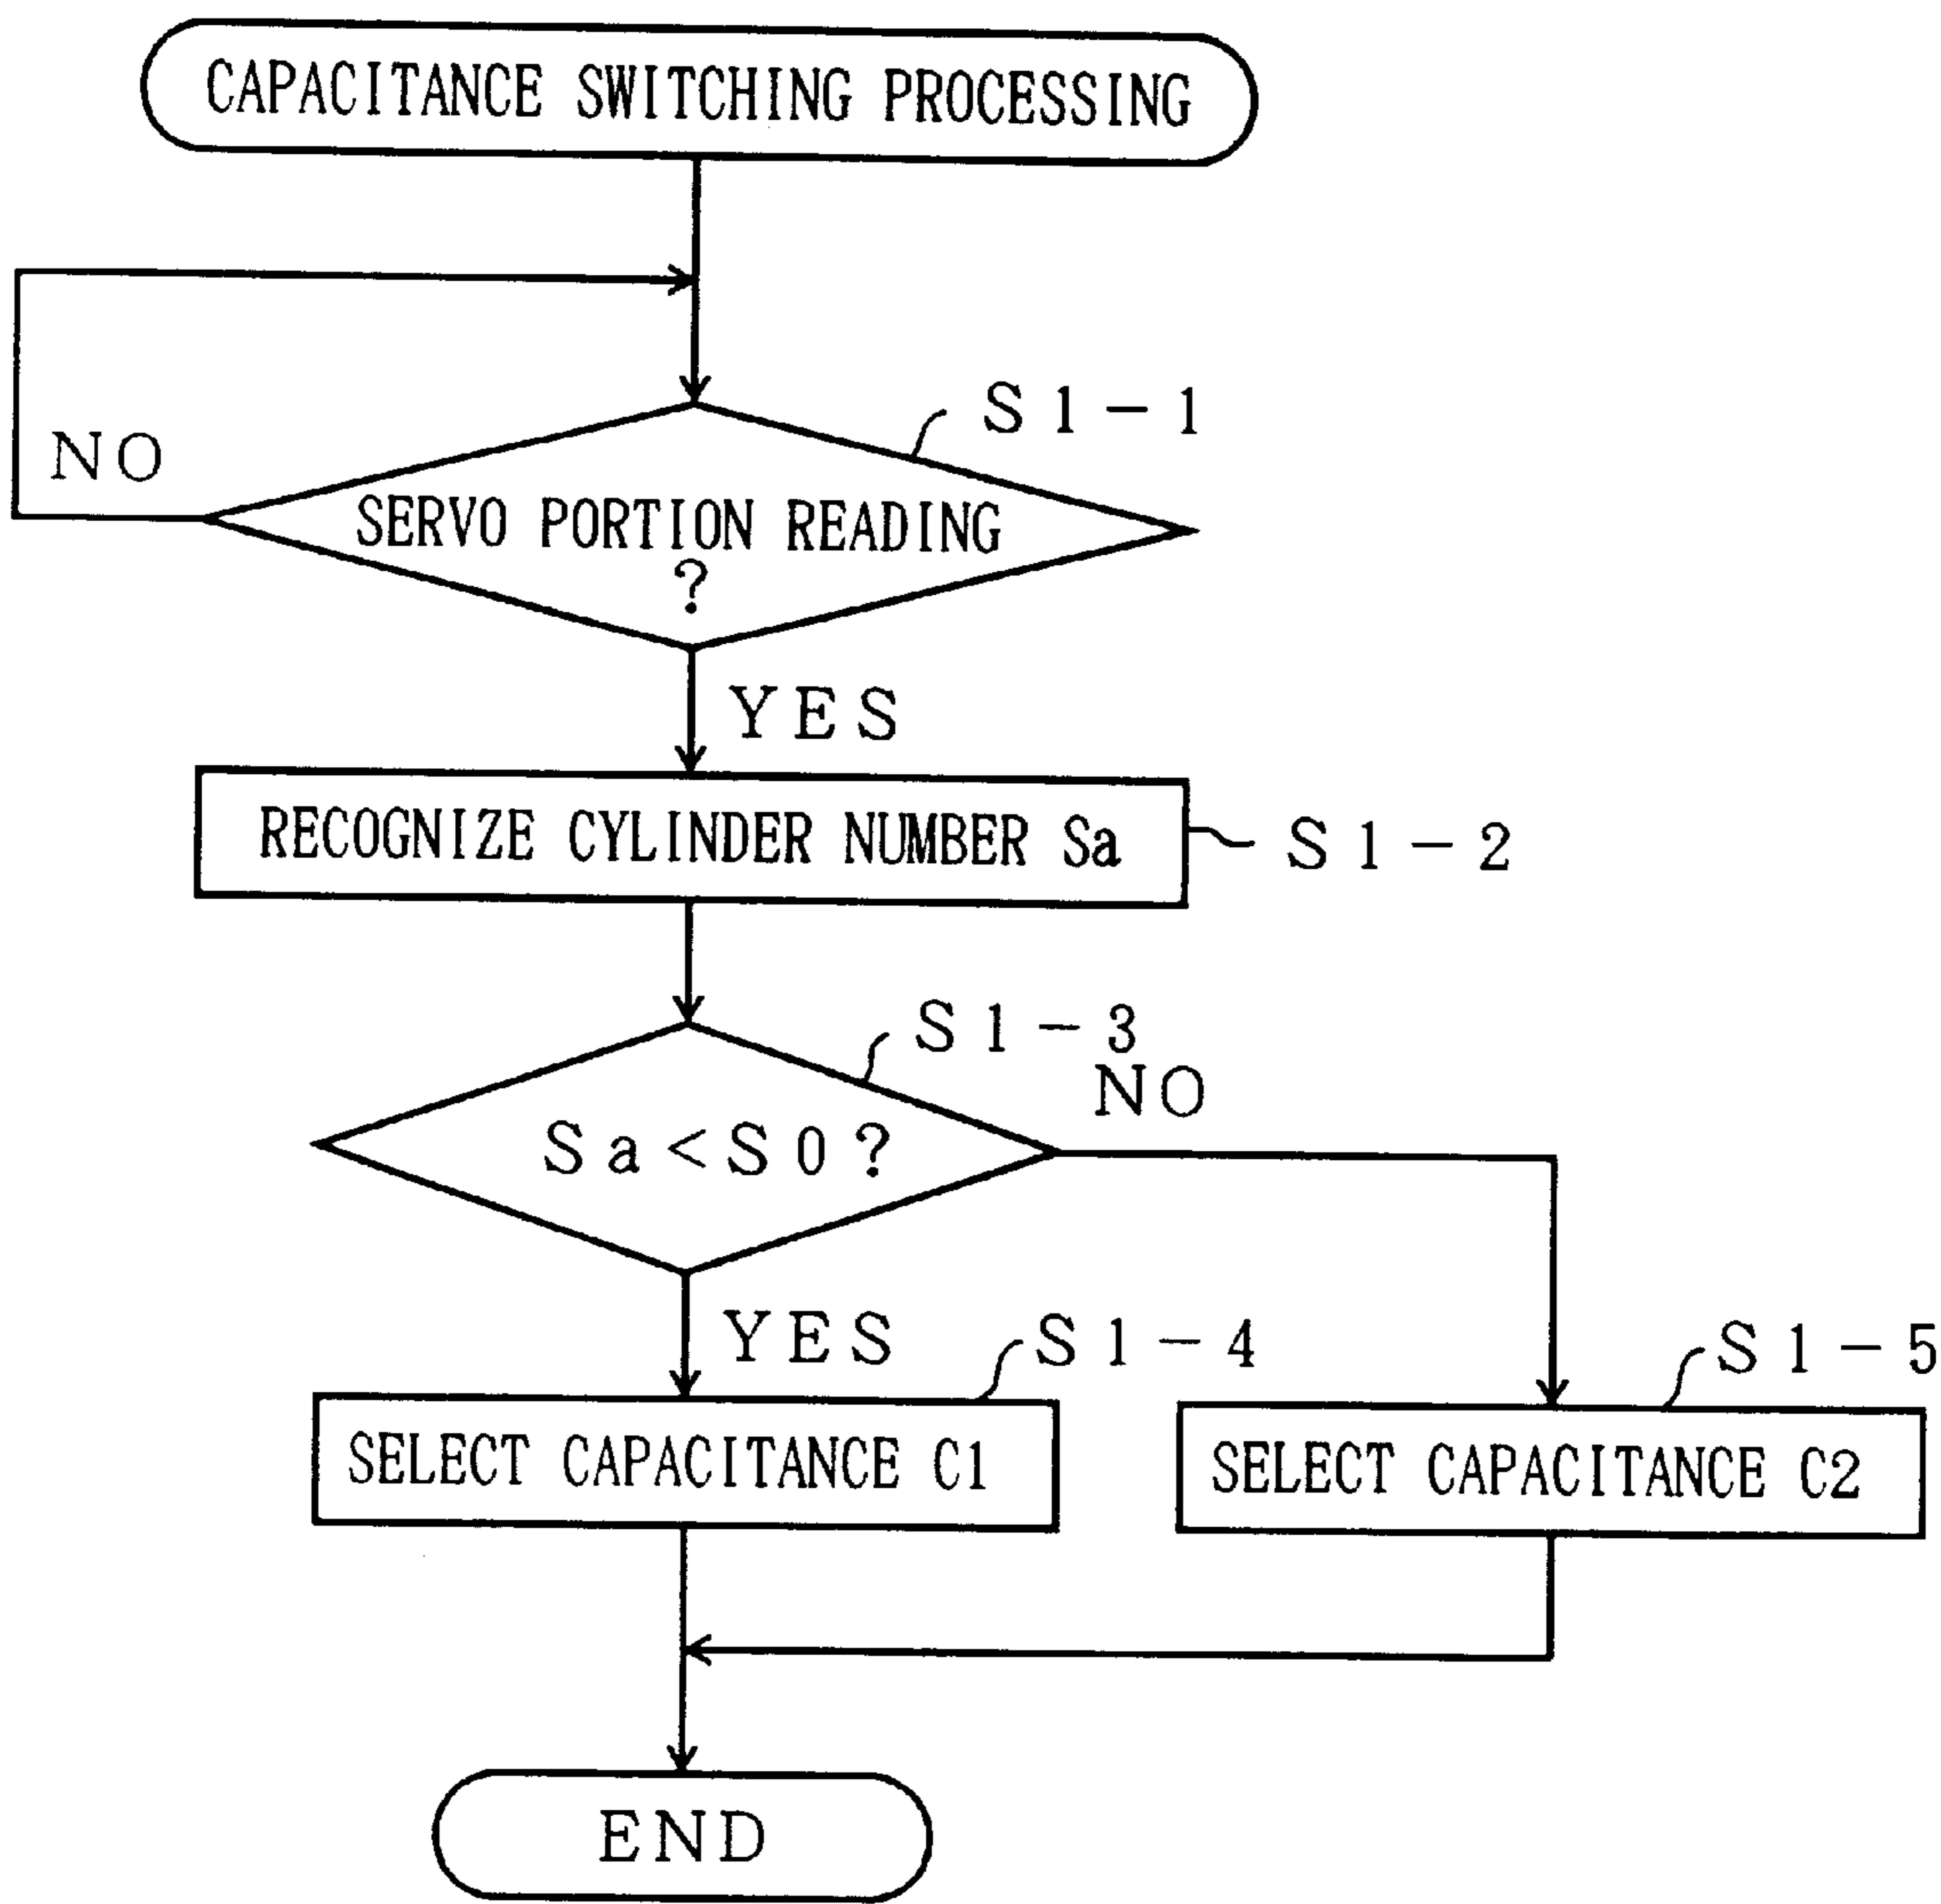 CAPACITANCE SWITCHING PROCESSING
S1-1
NO
SERVO PORTION READING
?
YES
RECOGNIZE CYLINDER NUMBER Sa
S1-2
S1-3
NO
Sa<S0?
YES
S1-4
S1-5
SELECT CAPACITANCE C1
SELECT CAPACITANCE C2
END